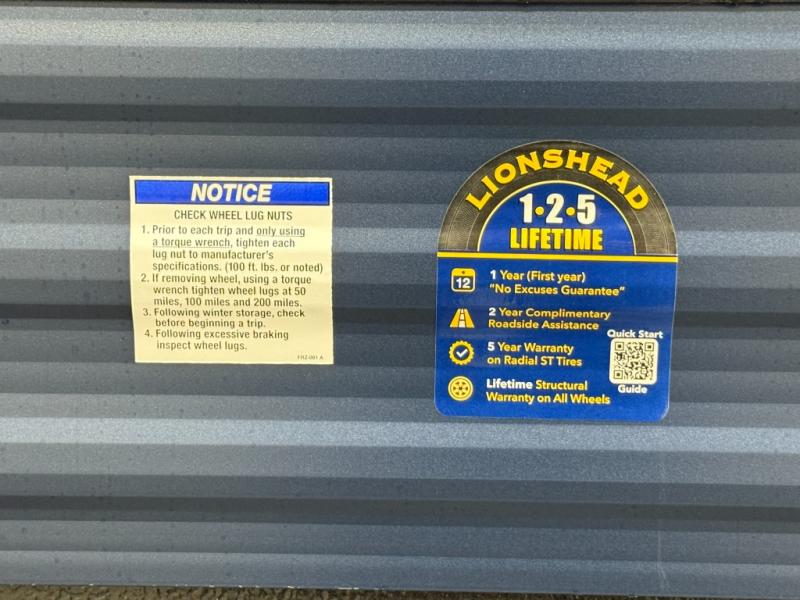 NOTICE
CHECK WHEEL LUG NUTS
1. Prior to each trip and only using
a torque wrench, tighten each
lug nut to manufacturer's
specifications. (100 ft. lbs. or noted)
2. If removing wheel, using a torque
wrench tighten wheel lugs at 50
miles, 100 miles and 200 miles.
3. Following winter storage, check
before beginning a trip.
4. Following excessive braking
inspect wheel lugs.
FRZ-001 A
LIONSHEAD
1•2•5
LIFETIME
12
1 Year (First year)
"No Excuses Guarantee"
2 Year Complimentary
Roadside Assistance
5 Year Warranty
on Radial ST Tires
Lifetime Structural
Warranty on All Wheels
Quick Start
Guide